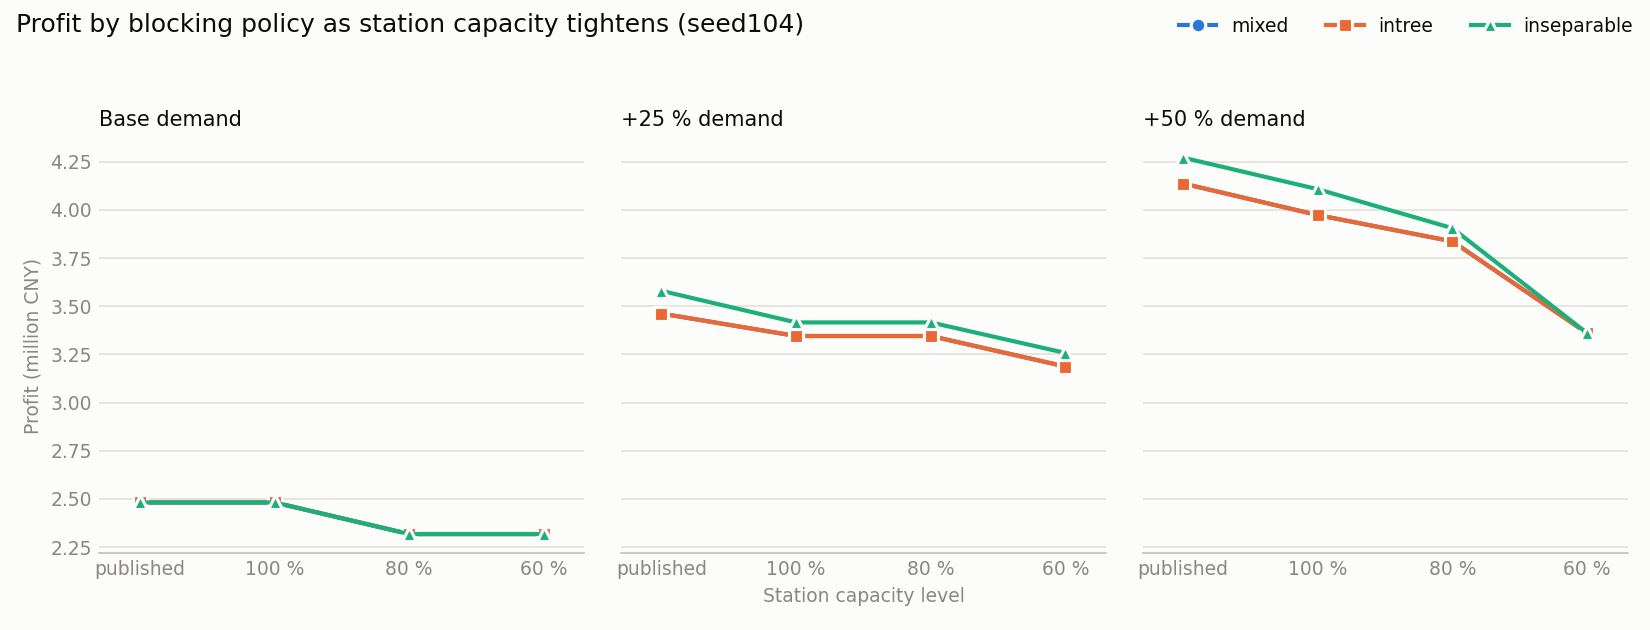 Profit by blocking policy as station capacity tightens (seed104)
mixed
intree
inseparable
Base demand
+25 % demand
+50 % demand
Profit (million CNY)
4.25
4.00
3.75
3.50
3.25
3.00
2.75
2.50
2.25
published
100 %
80 %
60 %
published
100 %
80 %
60 %
published
100 %
80 %
60 %
Station capacity level